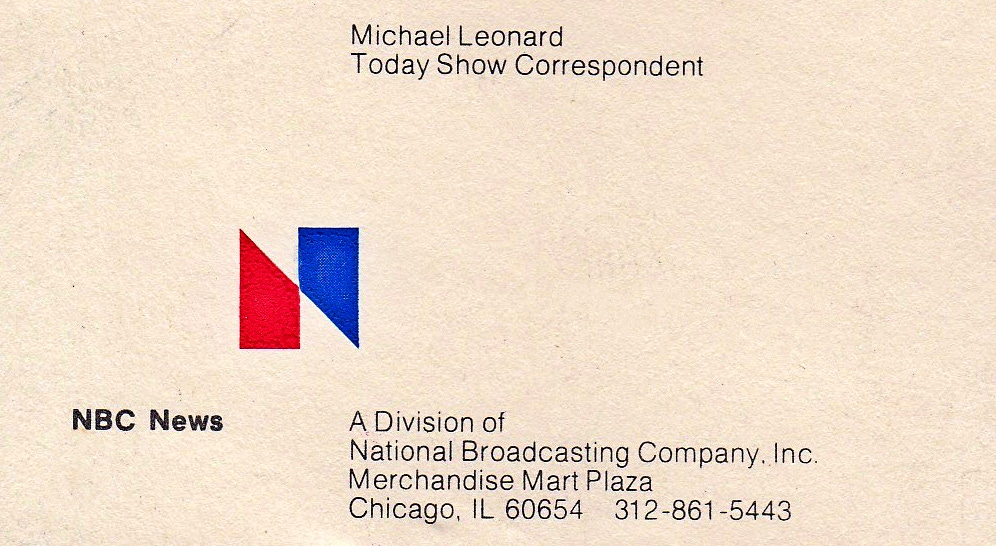 Michael Leonard
Today Show Correspondent
NBC News
A Division of
National Broadcasting Company, Inc.
Merchandise Mart Plaza
Chicago, IL 60654 312-861-5443